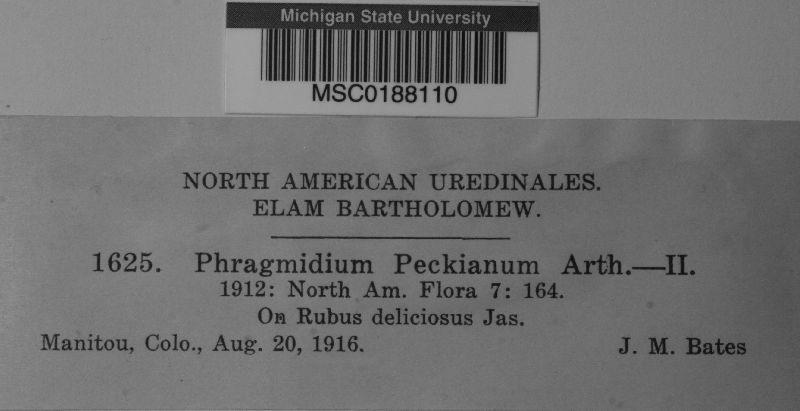 Michigan State University
MSC0188110
NORTH AMERICAN UREDINALES.
ELAM BARTHOLOMEW.
1625. Phragmidium Peckianum Arth.—II.
1912: North Am. Flora 7: 164.
On Rubus deliciosus Jas.
Manitou, Colo., Aug. 20, 1916. J. M. Bates